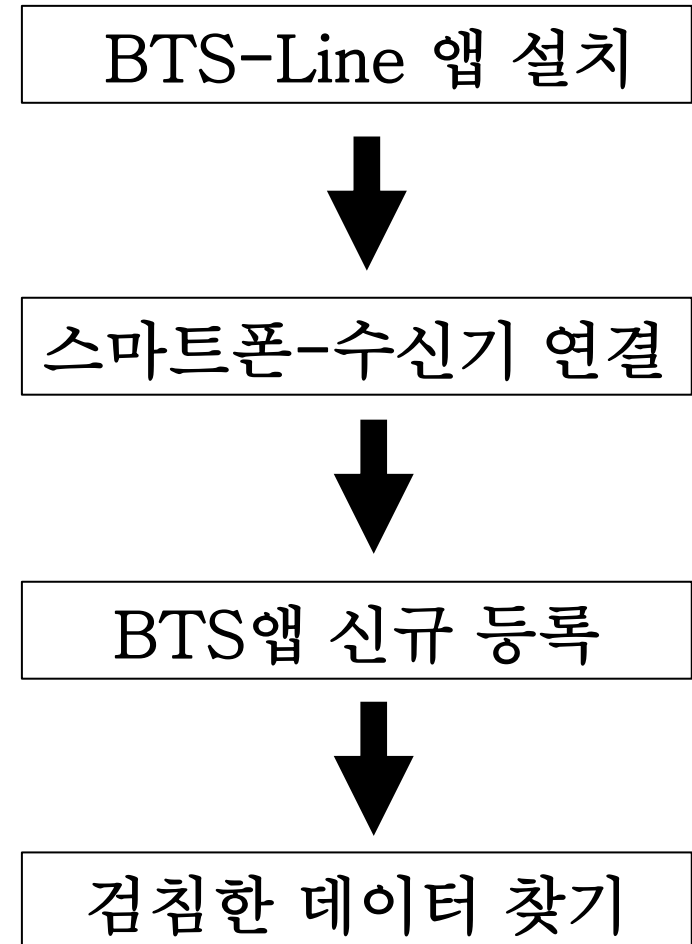 BTS-Line 앱 설치
스마트폰-수신기 연결
BTS앱 신규 등록
검침한 데이터 찾기